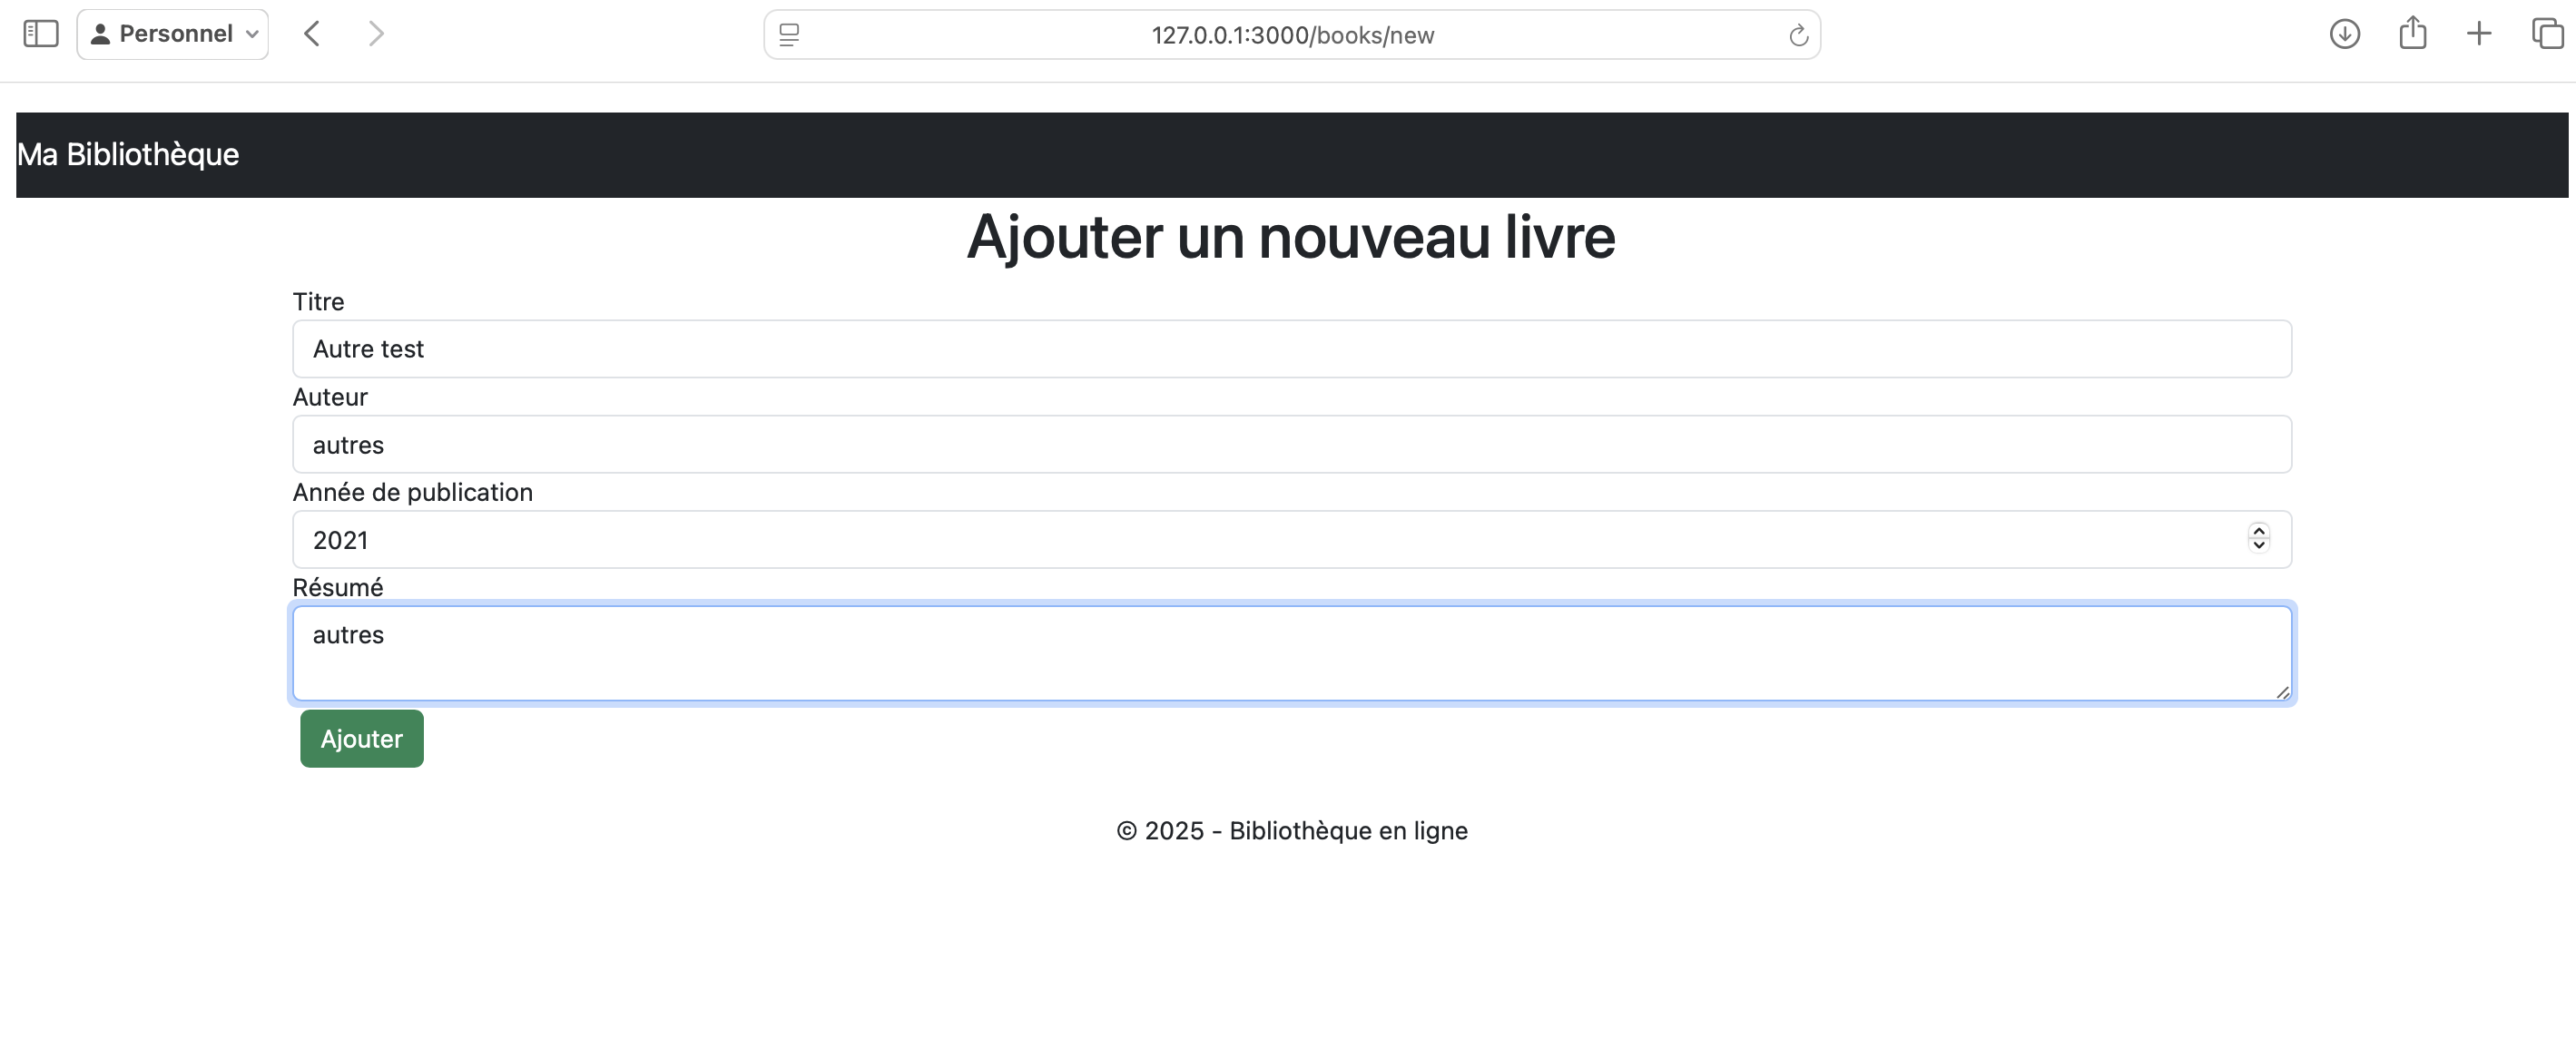 Personnel
127.0.0.1:3000/books/new
Ma Bibliothèque
Ajouter un nouveau livre
Titre
Autre test
Auteur
autres
Année de publication
2021
Résumé
autres
Ajouter
© 2025 - Bibliothèque en ligne